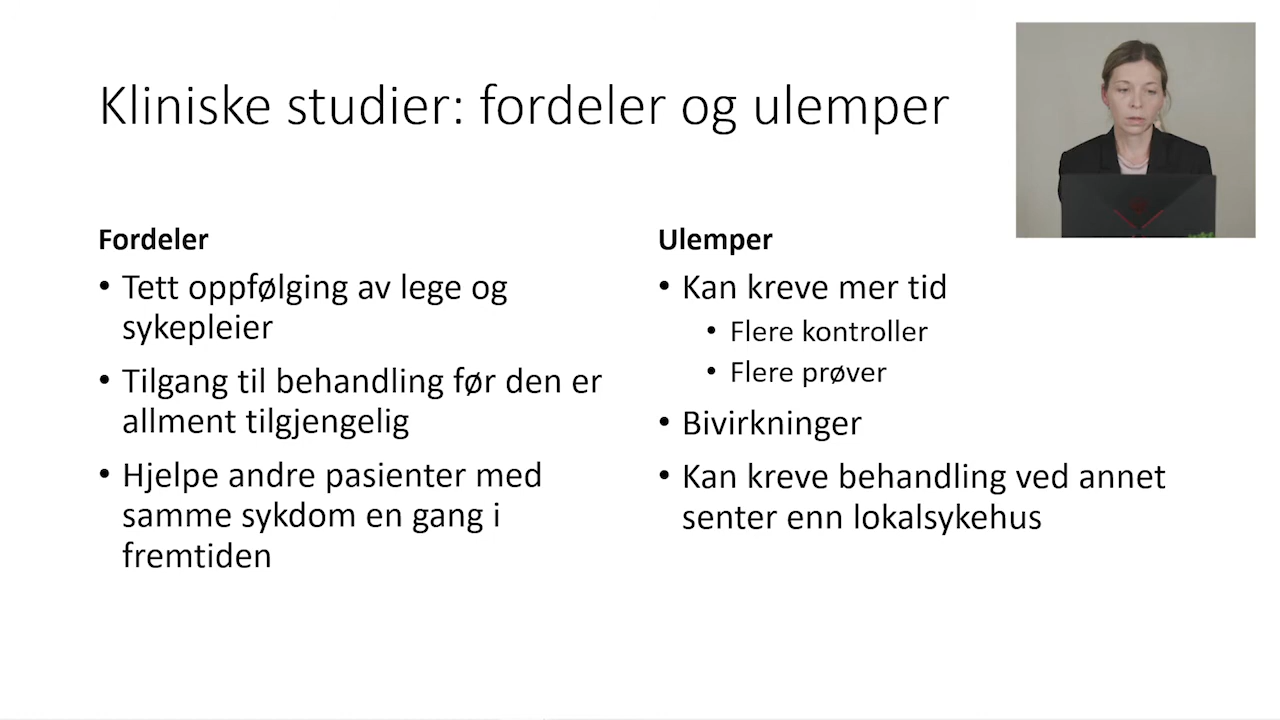 Kliniske studier: fordeler og ulemper
Fordeler
• Tett oppfølging av lege og
sykepleier
• Tilgang til behandling før den er
allment tilgjengelig
• Hjelpe andre pasienter med
samme sykdom en gang i
fremtiden
Ulemper
• Kan kreve mer tid
• Flere kontroller
• Flere prøver
• Bivirkninger
• Kan kreve behandling ved annet
senter enn lokalsykehus